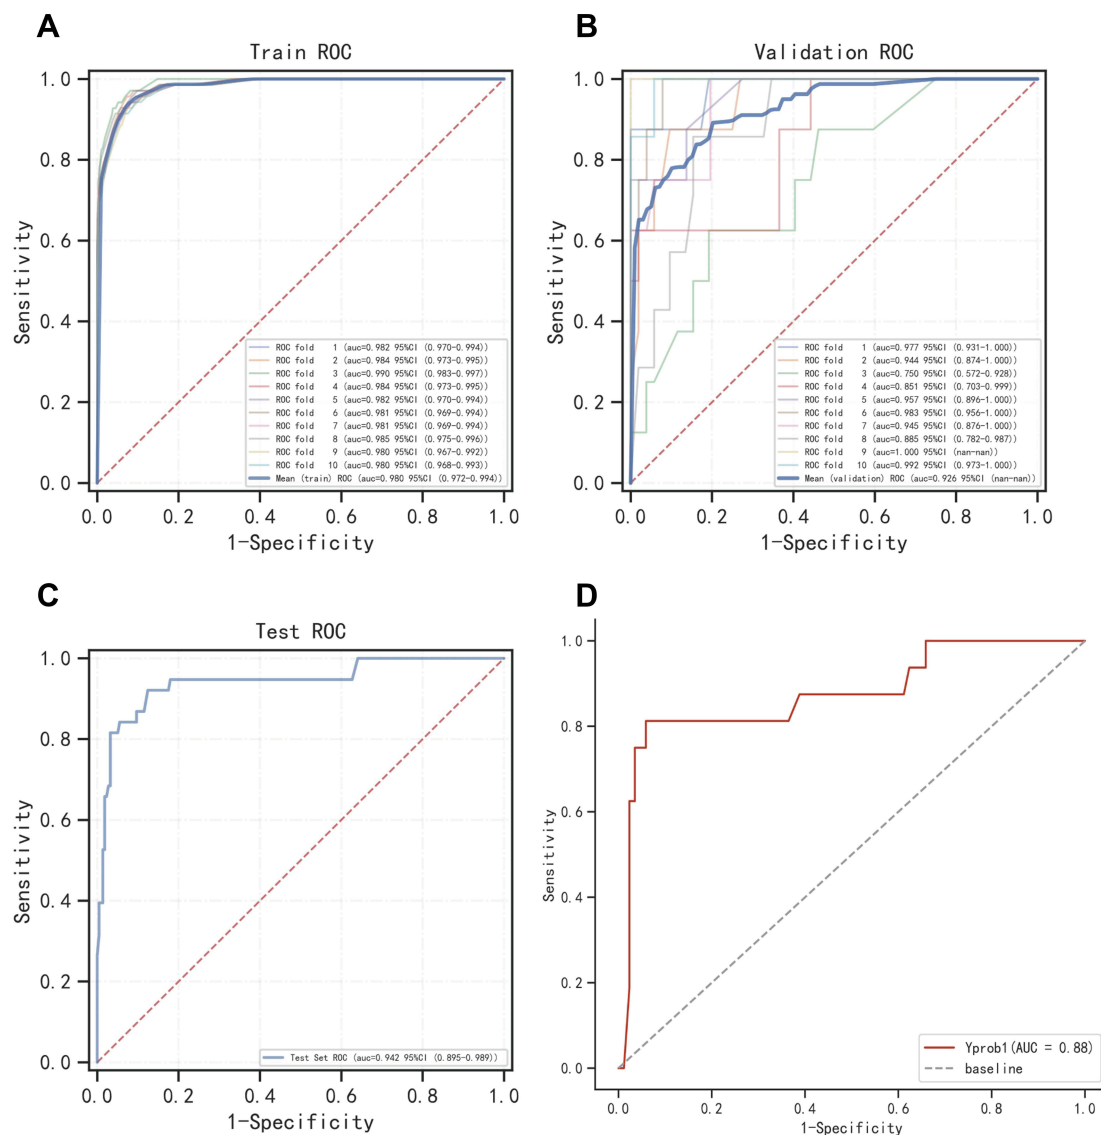 A
Train ROC
Sensitivity
1.0
0.8
0.6
0.4
0.2
0.0
ROC fold 1 (auc=0.982 95%CI (0.970-0.994))
ROC fold 2 (auc=0.984 95%CI (0.973-0.995))
ROC fold 3 (auc=0.990 95%CI (0.983-0.997))
ROC fold 4 (auc=0.984 95%CI (0.973-0.995))
ROC fold 5 (auc=0.982 95%CI (0.970-0.994))
ROC fold 6 (auc=0.981 95%CI (0.969-0.994))
ROC fold 7 (auc=0.981 95%CI (0.969-0.994))
ROC fold 8 (auc=0.985 95%CI (0.975-0.996))
ROC fold 9 (auc=0.980 95%CI (0.967-0.992))
ROC fold 10 (auc=0.980 95%CI (0.968-0.993))
Mean (train) ROC (auc=0.980 95%CI (0.972-0.994))
0.0 0.2 0.4 0.6 0.8 1.0
1-Specificity
B
Validation ROC
Sensitivity
1.0
0.8
0.6
0.4
0.2
0.0
ROC fold 1 (auc=0.977 95%CI (0.931-1.000))
ROC fold 2 (auc=0.944 95%CI (0.874-1.000))
ROC fold 3 (auc=0.750 95%CI (0.572-0.928))
ROC fold 4 (auc=0.851 95%CI (0.703-0.999))
ROC fold 5 (auc=0.957 95%CI (0.896-1.000))
ROC fold 6 (auc=0.983 95%CI (0.956-1.000))
ROC fold 7 (auc=0.945 95%CI (0.876-1.000))
ROC fold 8 (auc=0.885 95%CI (0.782-0.987))
ROC fold 9 (auc=1.000 95%CI (nan-nan))
ROC fold 10 (auc=0.992 95%CI (0.973-1.000))
Mean (validation) ROC (auc=0.926 95%CI (nan-nan))
0.0 0.2 0.4 0.6 0.8 1.0
1-Specificity
C
Test ROC
Sensitivity
1.0
0.8
0.6
0.4
0.2
0.0
Test Set ROC (auc=0.942 95%CI (0.895-0.989))
0.0 0.2 0.4 0.6 0.8 1.0
1-Specificity
D
Sensitivity
1.0
0.8
0.6
0.4
0.2
0.0
Yprob1(AUC = 0.88)
baseline
0.0 0.2 0.4 0.6 0.8 1.0
1-Specificity